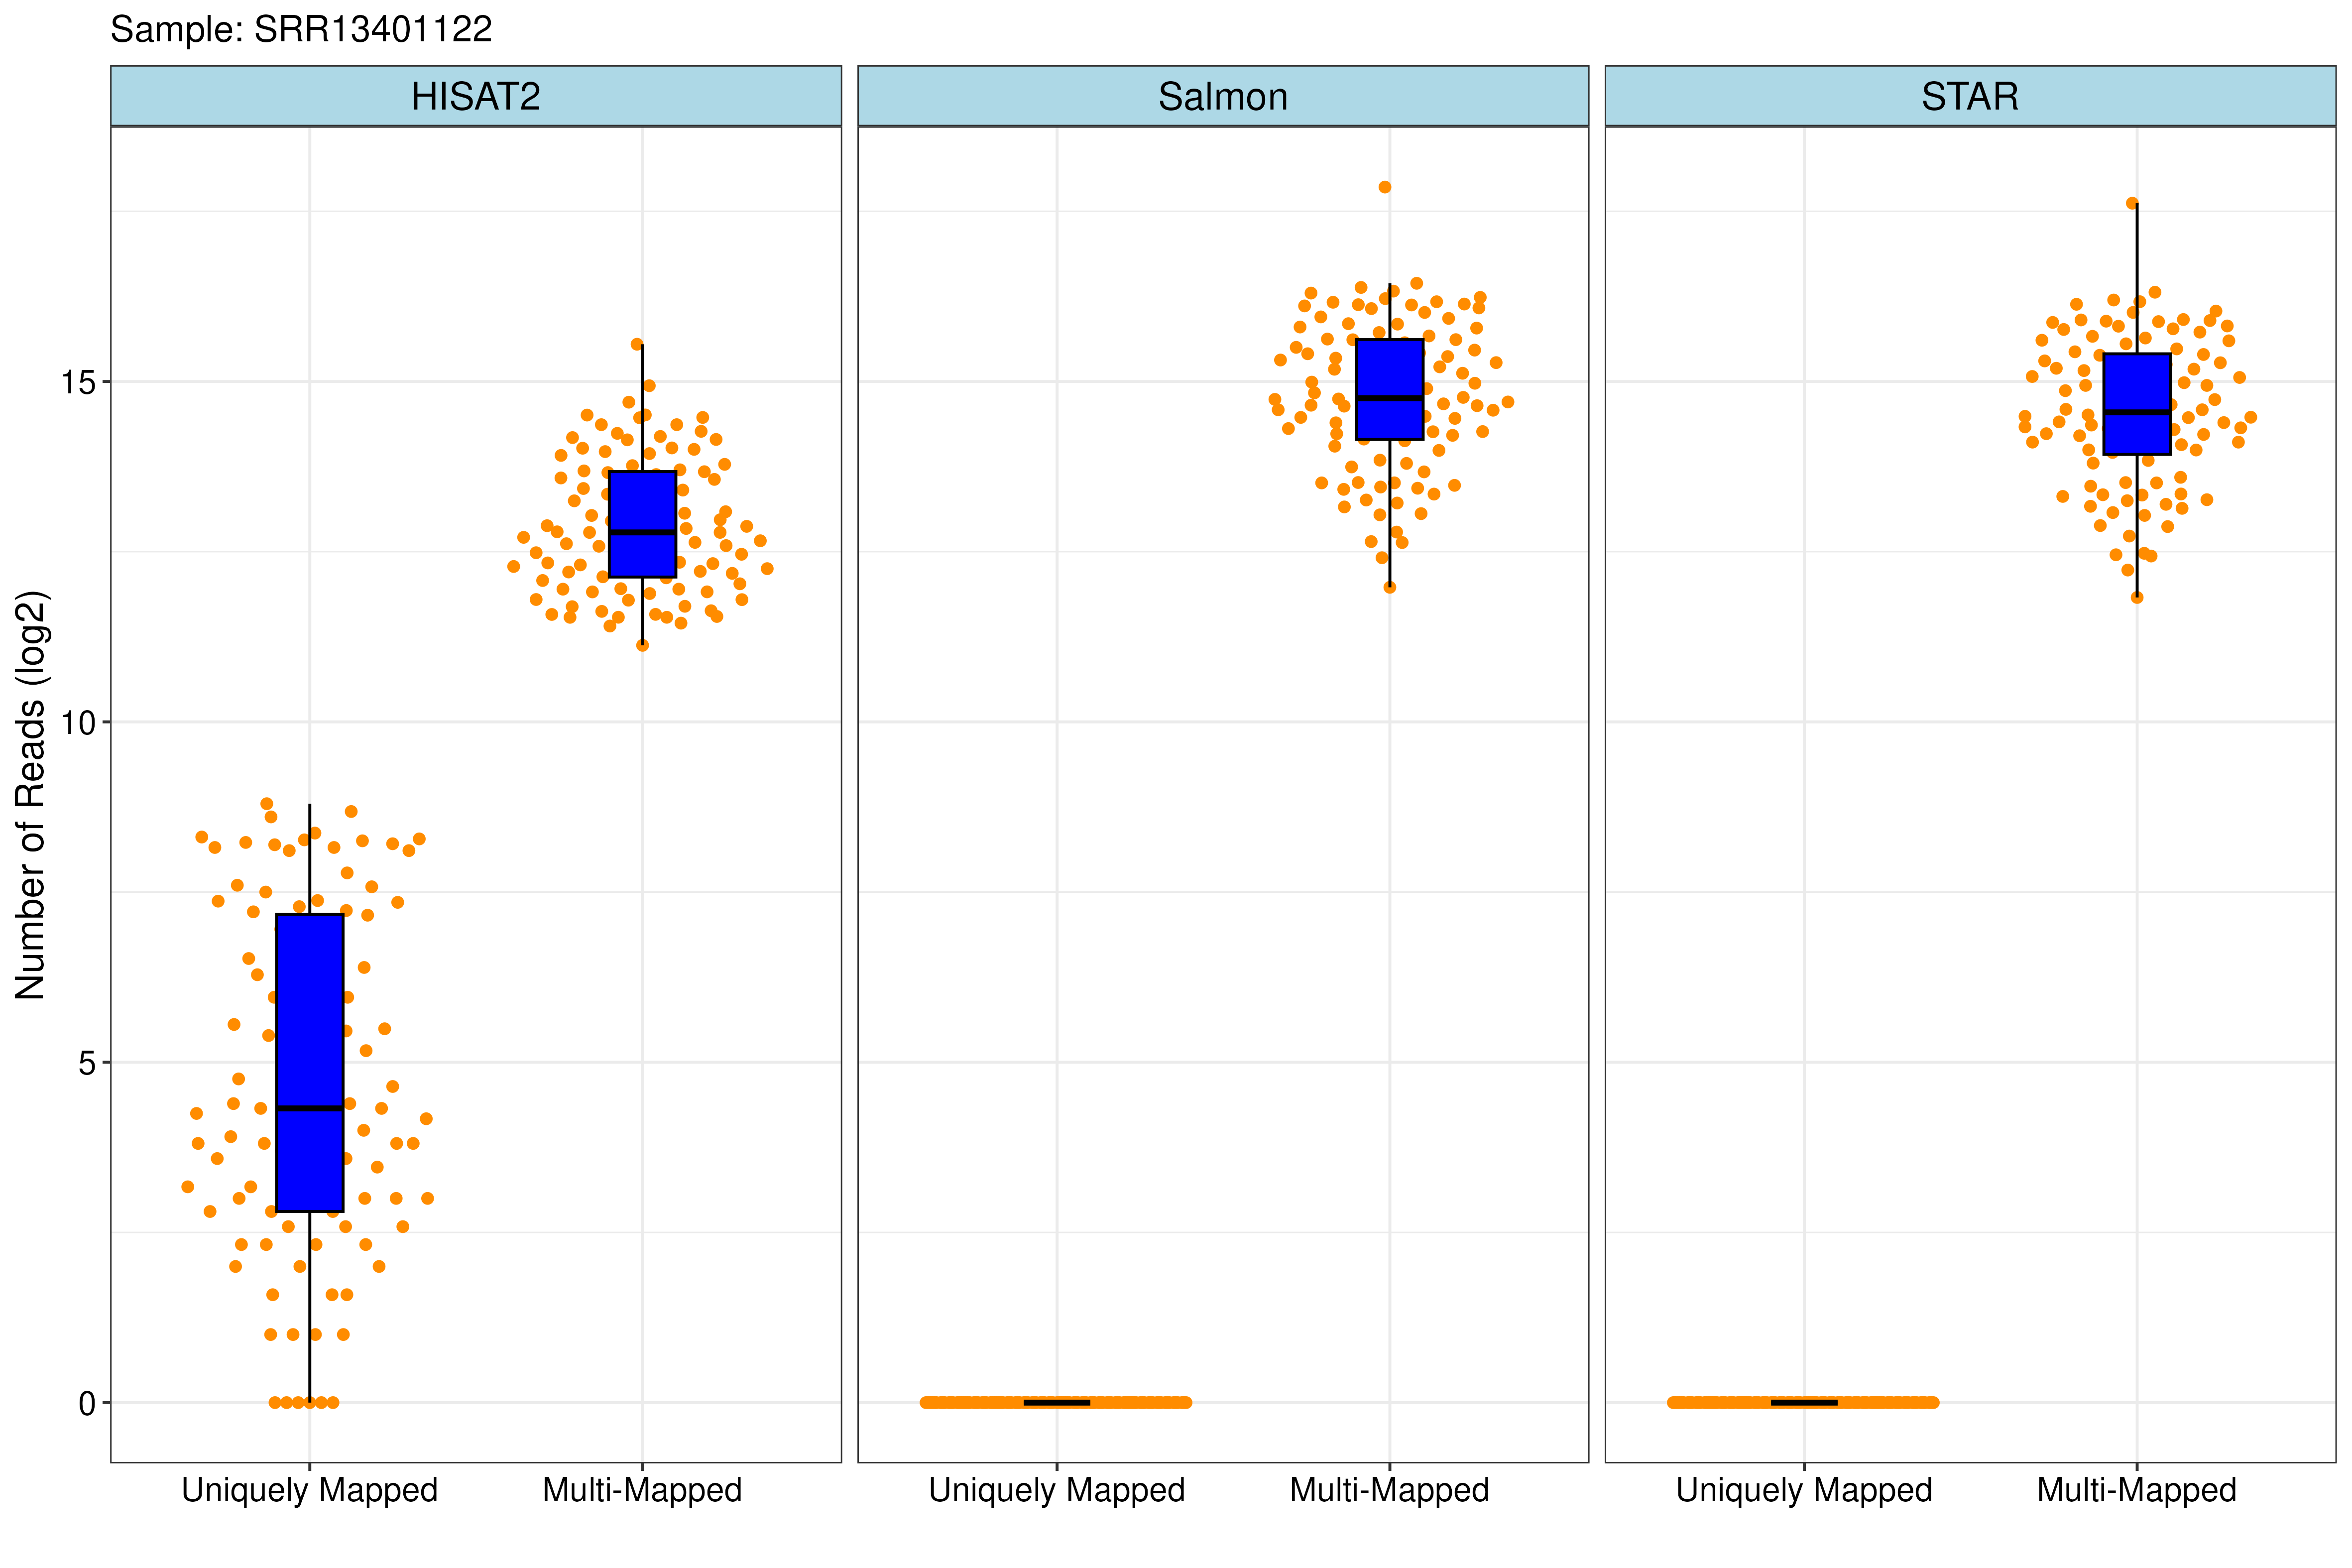 Sample: SRR13401122
HISAT2
Salmon
STAR
Number of Reads (log2)
15
10
5
0
Uniquely Mapped
Multi-Mapped
Uniquely Mapped
Multi-Mapped
Uniquely Mapped
Multi-Mapped